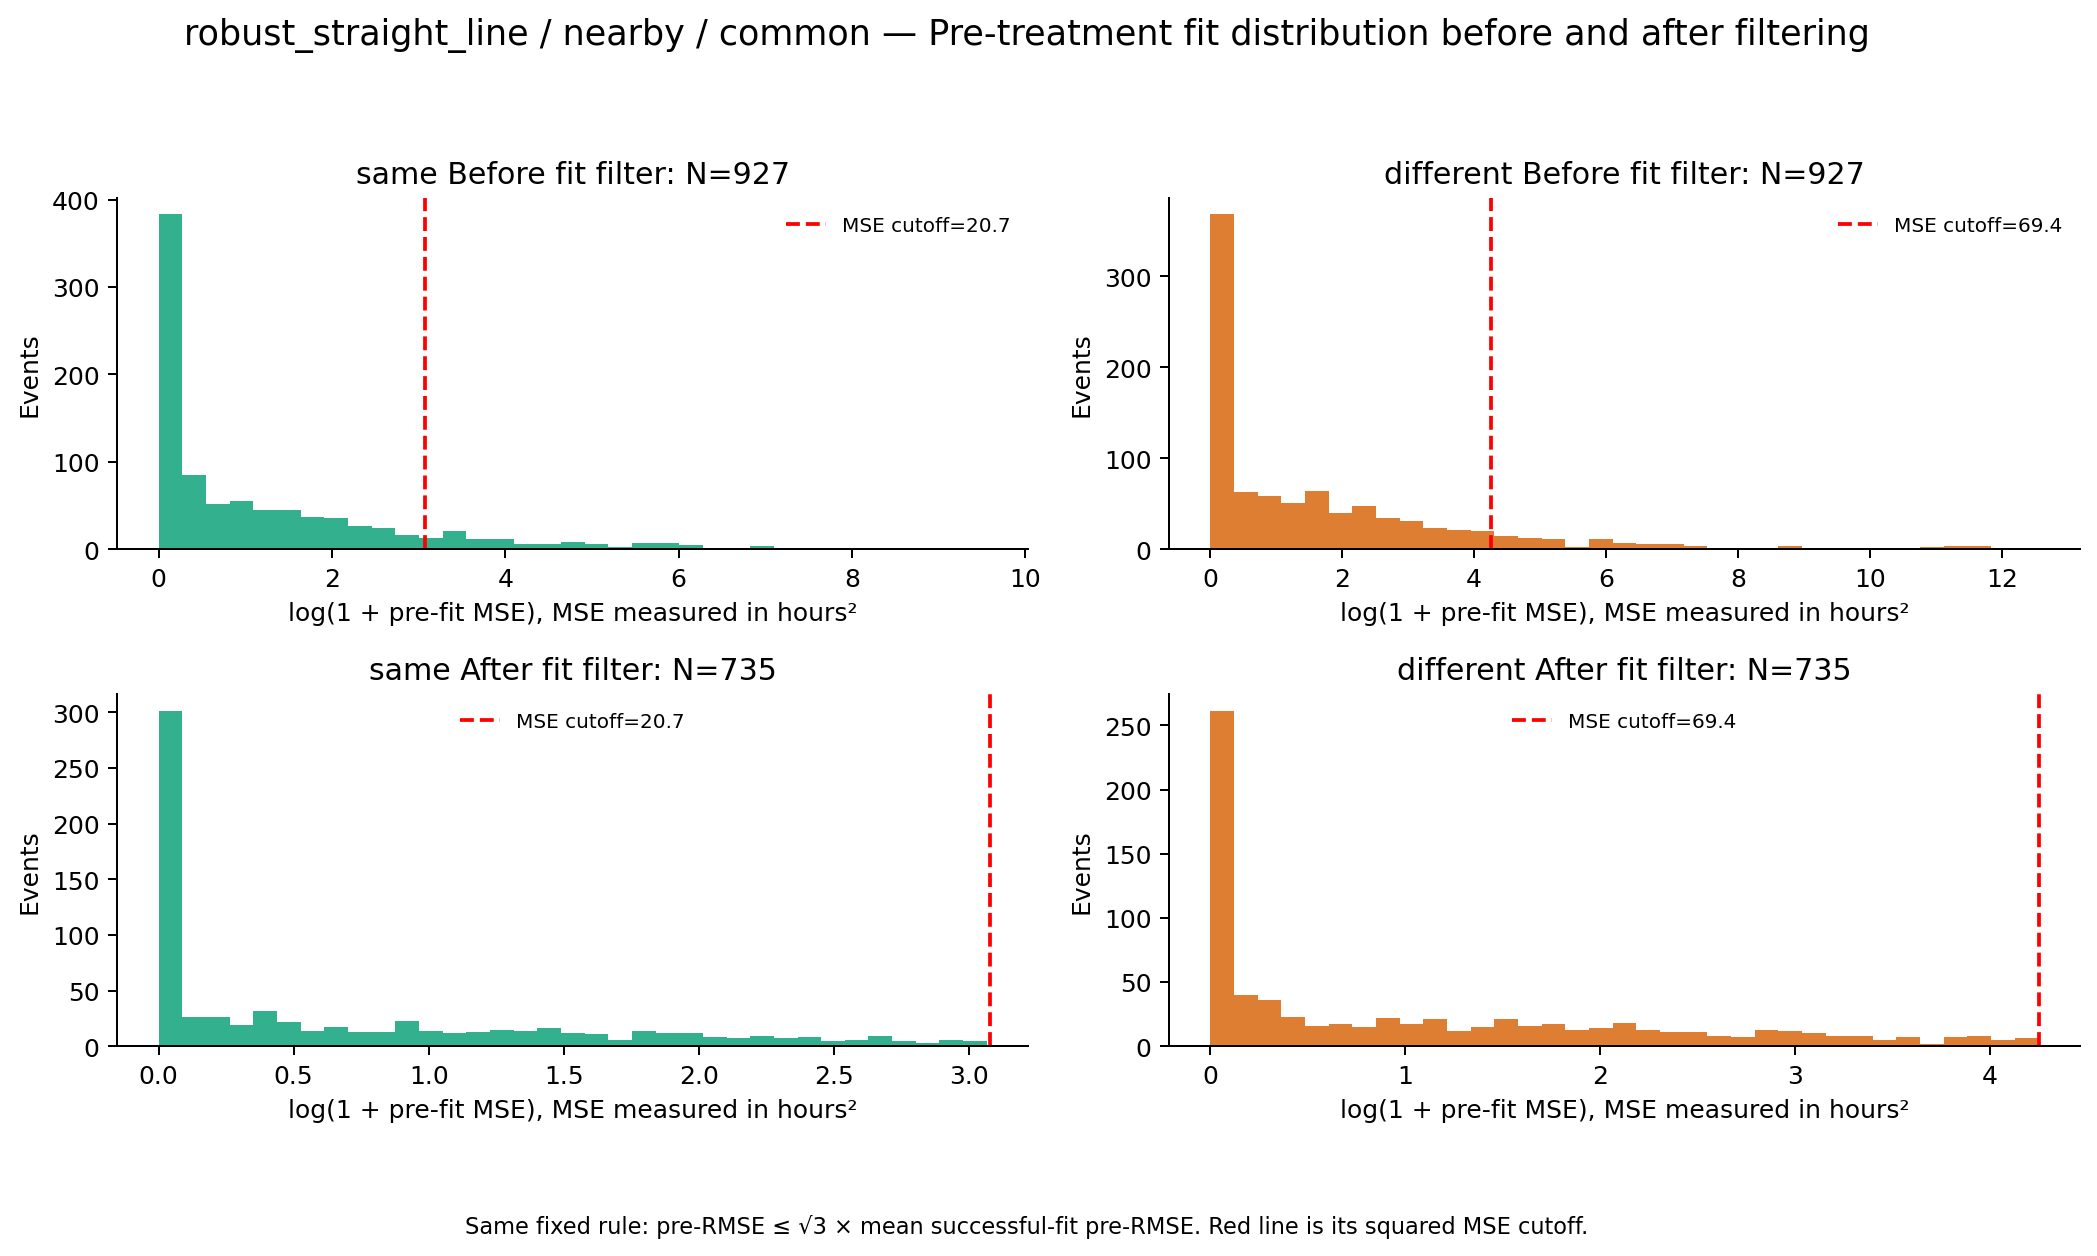 robust_straight_line / nearby / common — Pre-treatment fit distribution before and after filtering
same Before fit filter: N=927
MSE cutoff=20.7
Events
400
300
200
100
0
0 2 4 6 8 10
log(1 + pre-fit MSE), MSE measured in hours²
different Before fit filter: N=927
MSE cutoff=69.4
Events
300
200
100
0
0 2 4 6 8 10 12
log(1 + pre-fit MSE), MSE measured in hours²
same After fit filter: N=735
MSE cutoff=20.7
Events
300
250
200
150
100
50
0
0.0 0.5 1.0 1.5 2.0 2.5 3.0
log(1 + pre-fit MSE), MSE measured in hours²
different After fit filter: N=735
MSE cutoff=69.4
Events
250
200
150
100
50
0
0 1 2 3 4
log(1 + pre-fit MSE), MSE measured in hours²
Same fixed rule: pre-RMSE ≤ √3 × mean successful-fit pre-RMSE. Red line is its squared MSE cutoff.